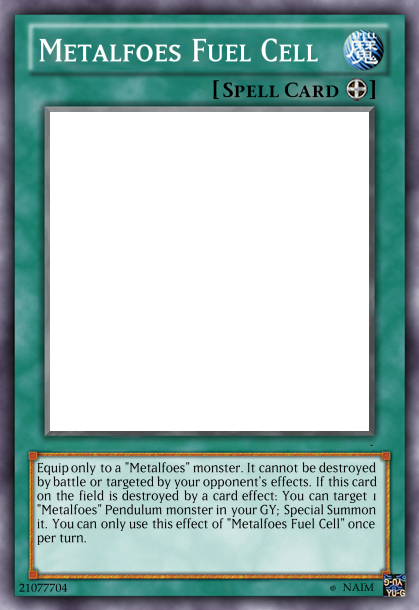 METALFOES FUEL CELL
魔
[SPELL CARD]
Equip only to a "Metalfoes" monster. It cannot be destroyed
by battle or targeted by your opponent's effects. If this card
on the field is destroyed by a card effect: You can target 1
"Metalfoes" Pendulum monster in your GY; Special Summon
it. You can only use this effect of "Metalfoes Fuel Cell" once
per turn.
21077704
® NAIM
YU-G